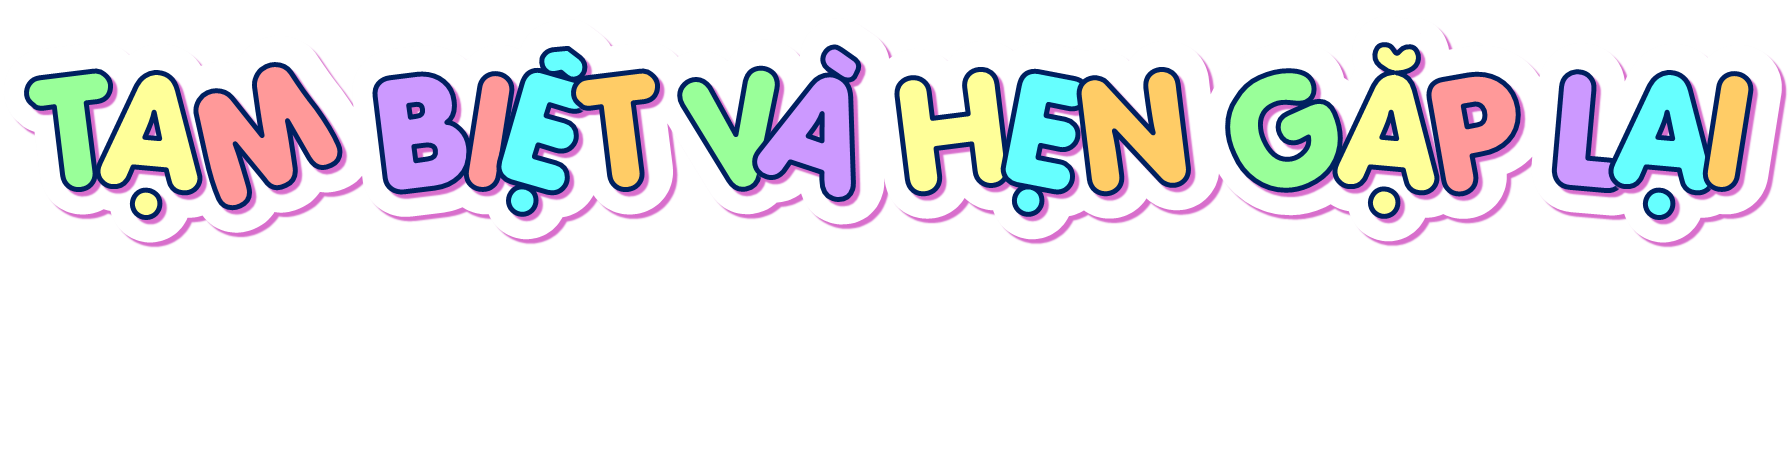 TẠM BIỆT VÀ HẸN GẶP LẠI